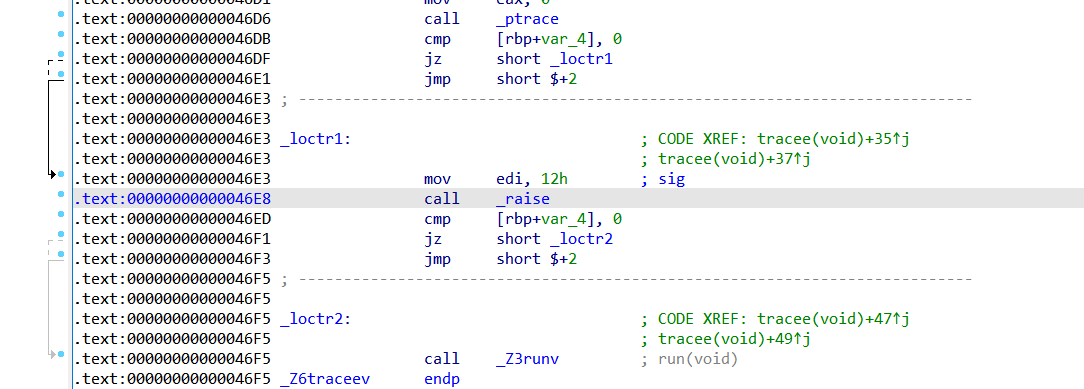 .text:00000000000046D1                 mov     eax, 0
.text:00000000000046D6                 call    _ptrace
.text:00000000000046DB                 cmp     [rbp+var_4], 0
.text:00000000000046DF                 jz      short _loctr1
.text:00000000000046E1                 jmp     short $+2
.text:00000000000046E3 ; ---------------------------------------------------------------------------
.text:00000000000046E3
.text:00000000000046E3 _loctr1:                                ; CODE XREF: tracee(void)+35↑j
.text:00000000000046E3                                         ; tracee(void)+37↑j
.text:00000000000046E3                 mov     edi, 12h        ; sig
.text:00000000000046E8                 call    _raise
.text:00000000000046ED                 cmp     [rbp+var_4], 0
.text:00000000000046F1                 jz      short _loctr2
.text:00000000000046F3                 jmp     short $+2
.text:00000000000046F5 ; ---------------------------------------------------------------------------
.text:00000000000046F5
.text:00000000000046F5 _loctr2:                                ; CODE XREF: tracee(void)+47↑j
.text:00000000000046F5                                         ; tracee(void)+49↑j
.text:00000000000046F5                 call    _Z3runv         ; run(void)
.text:00000000000046F5 _Z6traceev      endp